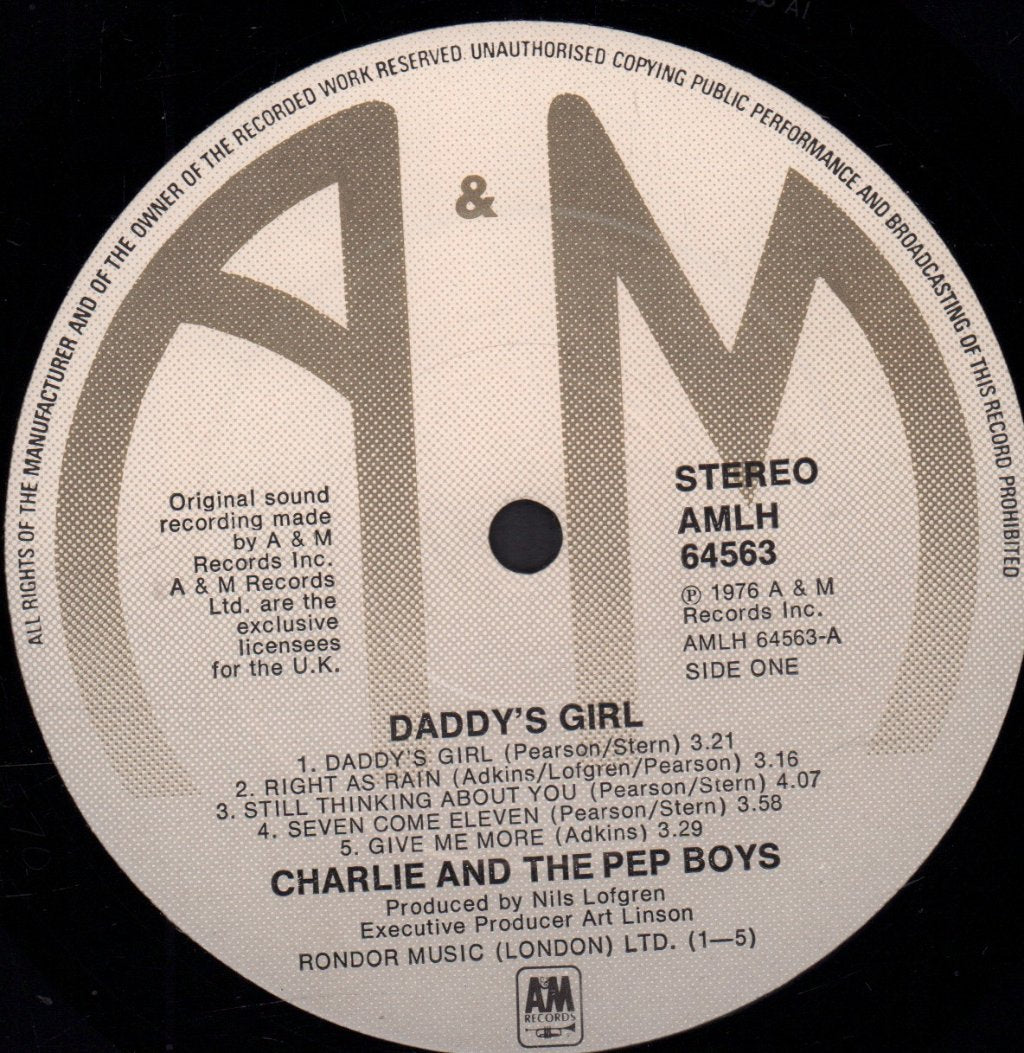 ALL RIGHTS OF THE MANUFACTURER AND OF THE OWNER OF THE RECORDED WORK RESERVED. UNAUTHORISED COPYING PUBLIC PERFORMANCE AND BROADCASTING OF THIS RECORD PROHIBITED
A & M
Original sound
recording made
by A & M
Records Inc.
A & M Records
Ltd. are the
exclusive
licensees
for the U.K.
STEREO
AMLH
64563
℗ 1976 A & M
Records Inc.
AMLH 64563-A
SIDE ONE
DADDY'S GIRL
1. DADDY'S GIRL (Pearson/Stern) 3.21
2. RIGHT AS RAIN (Adkins/Lofgren/Pearson) 3.16
3. STILL THINKING ABOUT YOU (Pearson/Stern) 4.07
4. SEVEN COME ELEVEN (Pearson/Stern) 3.58
5. GIVE ME MORE (Adkins) 3.29
CHARLIE AND THE PEP BOYS
Produced by Nils Lofgren
Executive Producer Art Linson
RONDOR MUSIC (LONDON) LTD. (1—5)
A&M
RECORDS